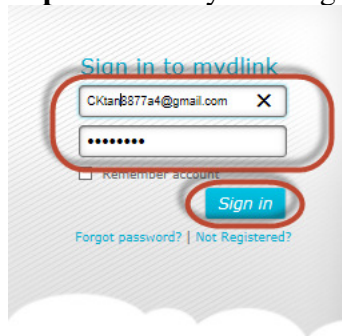 Sign in to mydlink
CKtan8877a4@gmail.com X
••••••••
Remember account
Sign in
Forgot password? | Not Registered?